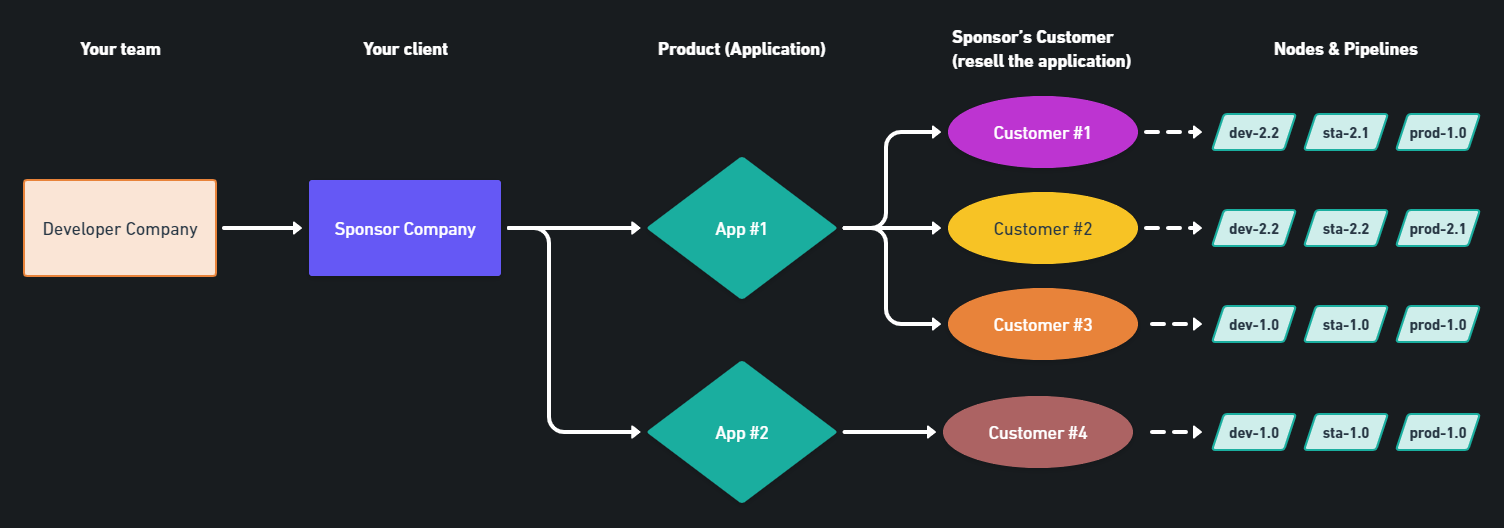 Your team
Your client
Product (Application)
Sponsor's Customer
(resell the application)
Nodes & Pipelines
Developer Company
Sponsor Company
App #1
Customer #1
dev-2.2
sta-2.1
prod-1.0
Customer #2
dev-2.2
sta-2.2
prod-2.1
Customer #3
dev-1.0
sta-1.0
prod-1.0
App #2
Customer #4
dev-1.0
sta-1.0
prod-1.0